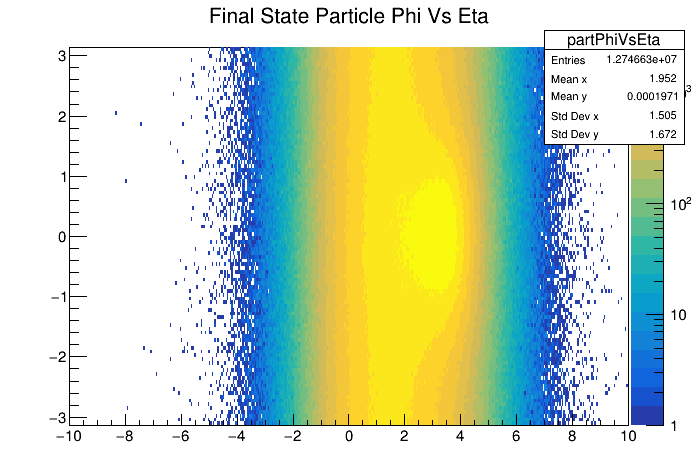 Final State Particle Phi Vs Eta
partPhiVsEta
Entries 1.274663e+07
Mean x 1.952
Mean y 0.0001971
Std Dev x 1.505
Std Dev y 1.672
3
2
1
0
−1
−2
−3
−10 −8 −6 −4 −2 0 2 4 6 8 10
10²
10
1